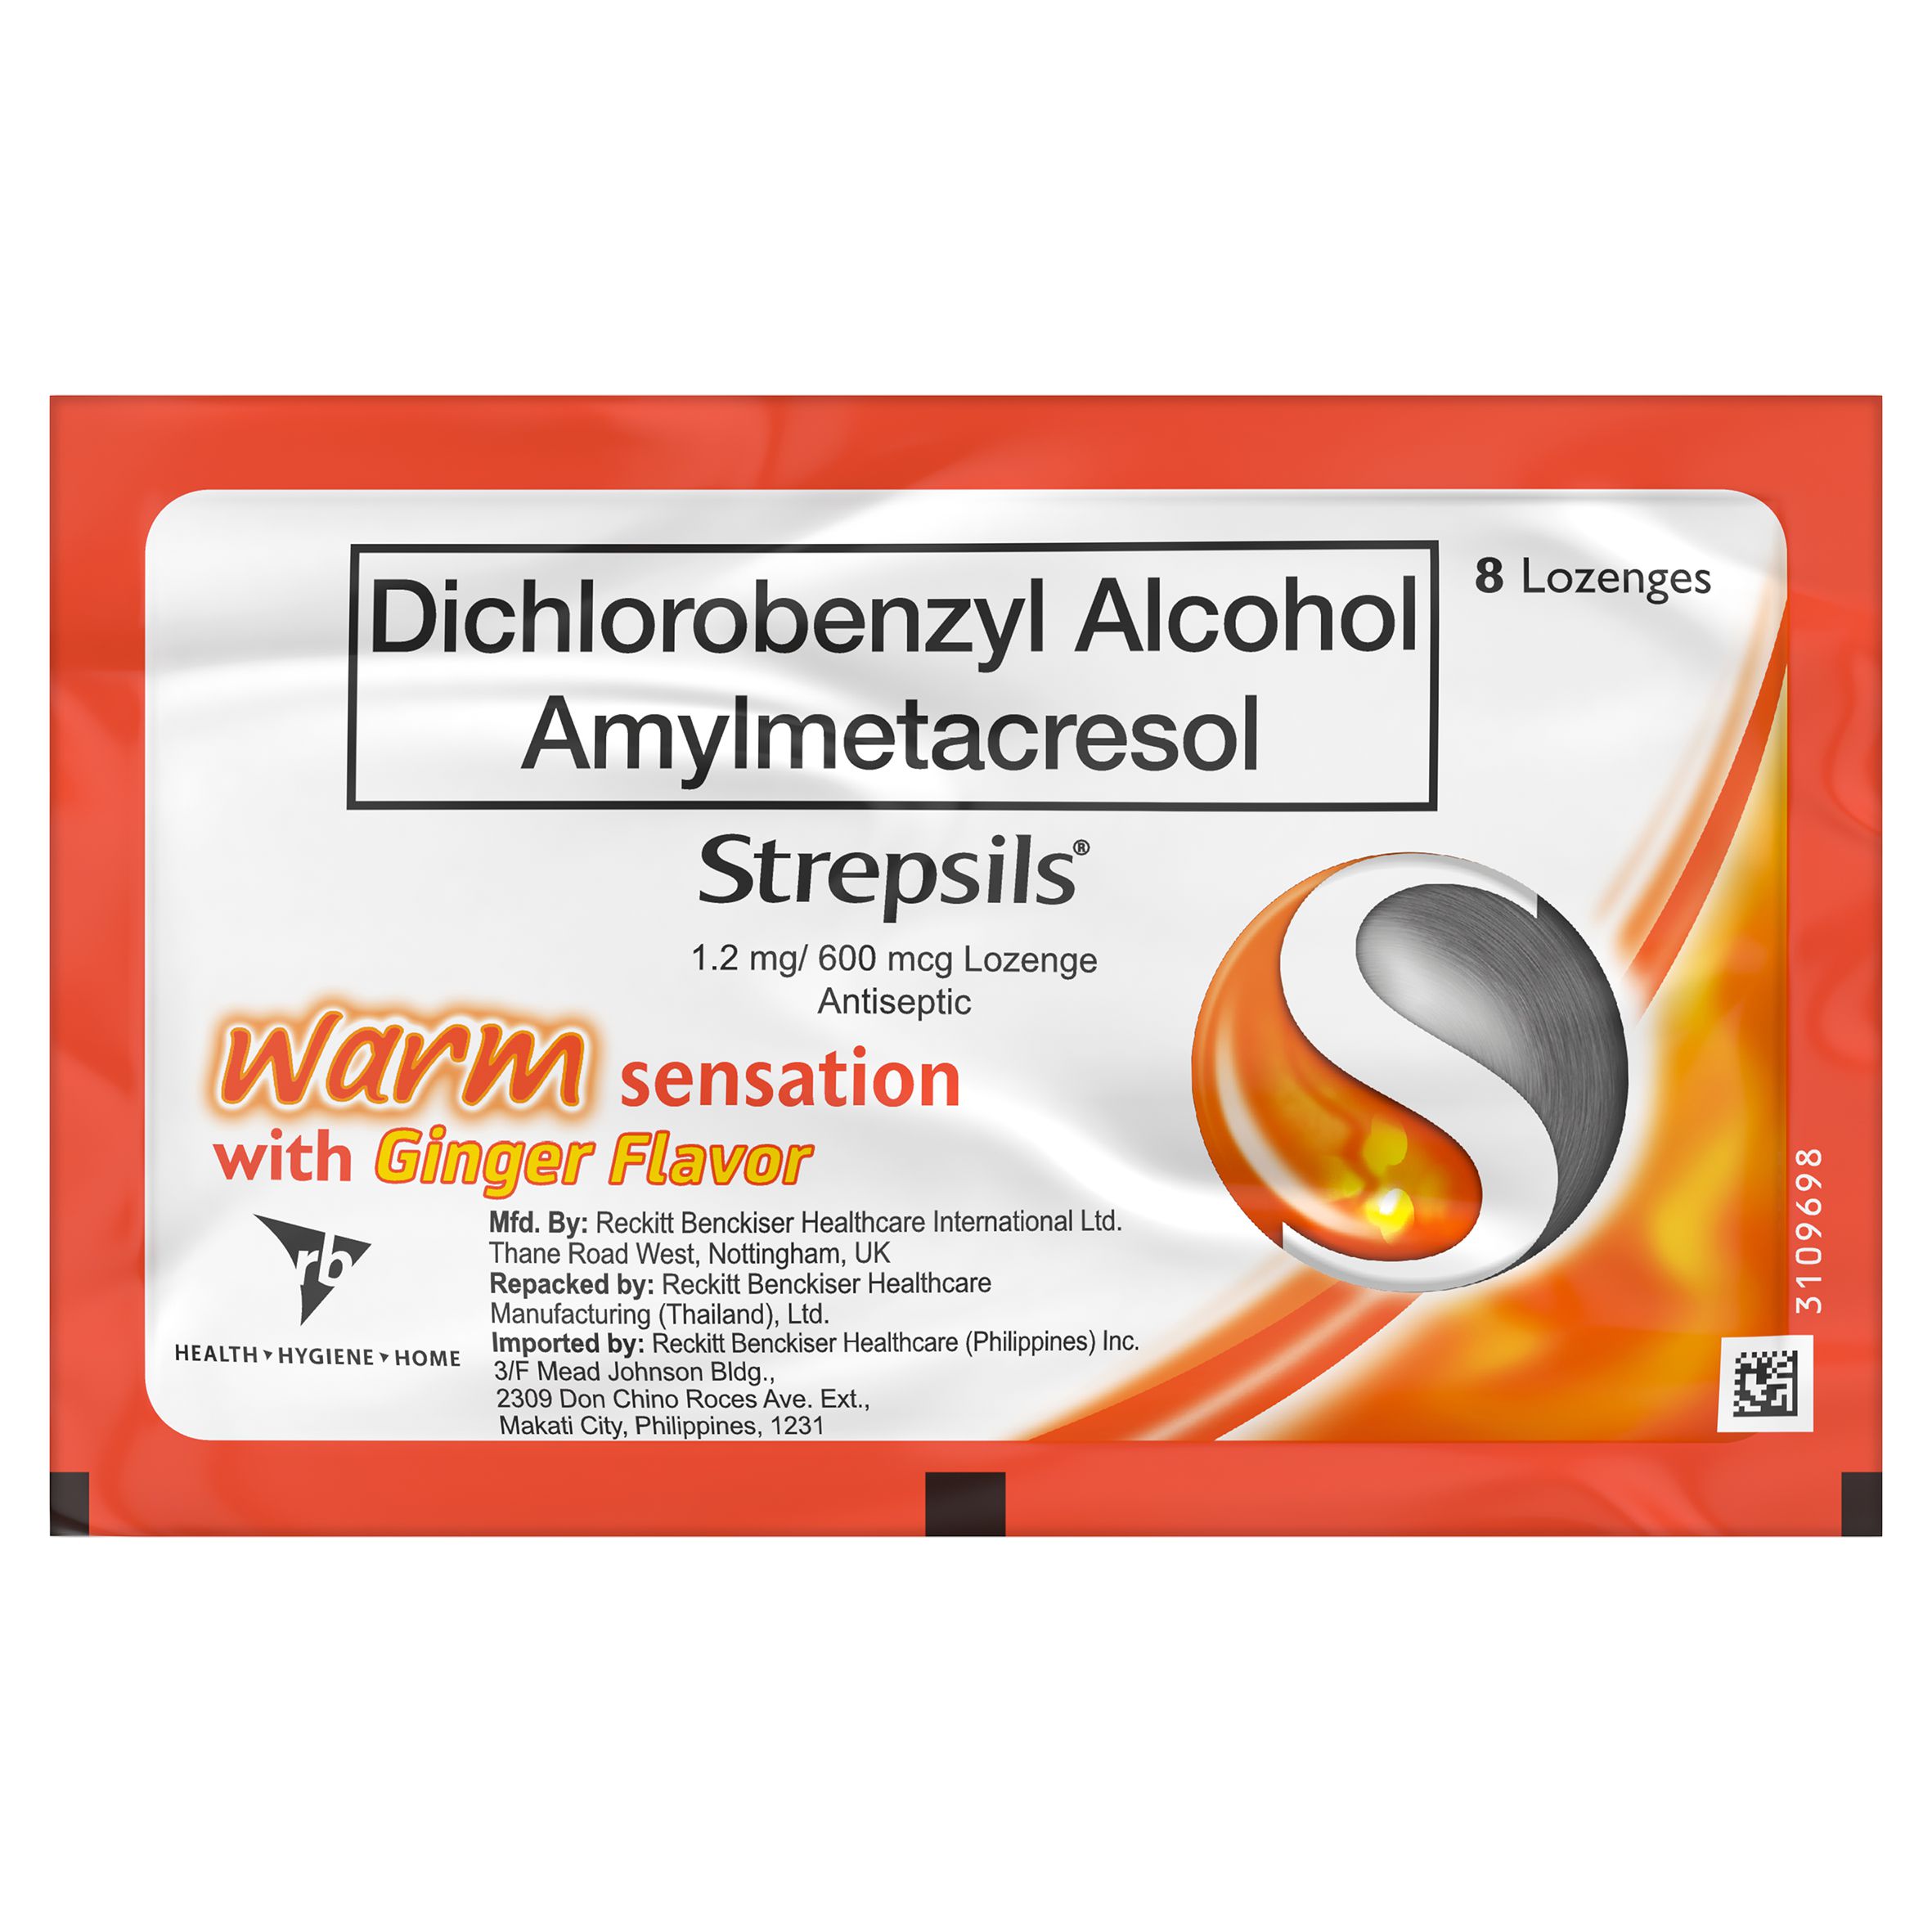 8 Lozenges
Dichlorobenzyl Alcohol
Amylmetacresol
Strepsils®
1.2 mg/ 600 mcg Lozenge
Antiseptic
warm sensation
with Ginger Flavor
rb
HEALTH HYGIENE HOME
Mfd. By: Reckitt Benckiser Healthcare International Ltd.
Thane Road West, Nottingham, UK
Repacked by: Reckitt Benckiser Healthcare
Manufacturing (Thailand), Ltd.
Imported by: Reckitt Benckiser Healthcare (Philippines) Inc.
3/F Mead Johnson Bldg.,
2309 Don Chino Roces Ave. Ext.,
Makati City, Philippines, 1231
3109698